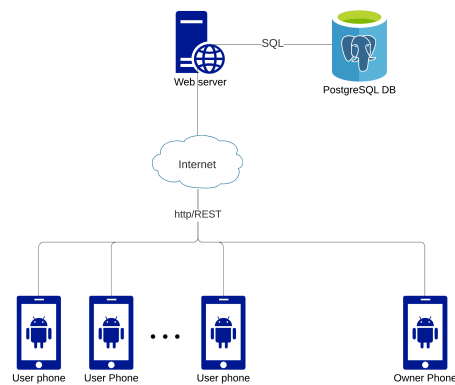 SQL
Web server
PostgreSQL DB
Internet
http/REST
User phone
User Phone
User phone
Owner Phone